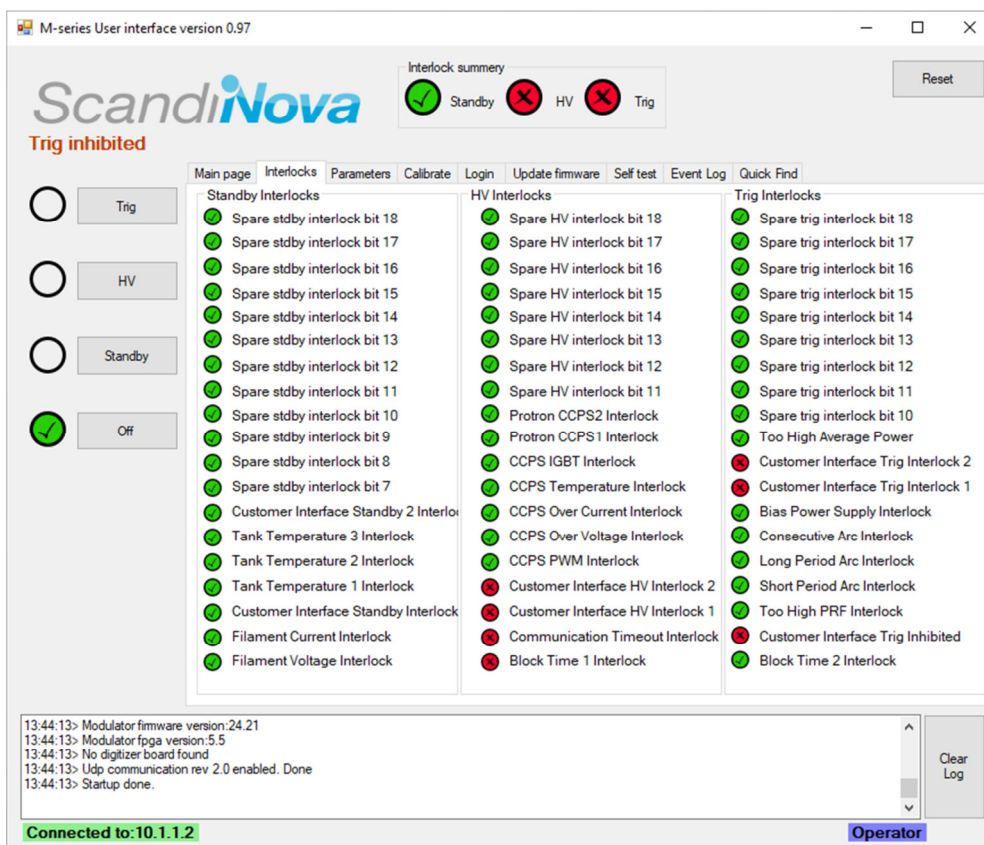 M-series User interface version 0.97
Interlock summery
Standby
HV
Trig
Reset
ScandiNova
Trig inhibited
Main page Interlocks Parameters Calibrate Login Update firmware Self test Event Log Quick Find
Trig
HV
Standby
Off
Standby Interlocks
Spare stdby interlock bit 18
Spare stdby interlock bit 17
Spare stdby interlock bit 16
Spare stdby interlock bit 15
Spare stdby interlock bit 14
Spare stdby interlock bit 13
Spare stdby interlock bit 12
Spare stdby interlock bit 11
Spare stdby interlock bit 10
Spare stdby interlock bit 9
Spare stdby interlock bit 8
Spare stdby interlock bit 7
Customer Interface Standby 2 Interlo
Tank Temperature 3 Interlock
Tank Temperature 2 Interlock
Tank Temperature 1 Interlock
Customer Interface Standby Interlock
Filament Current Interlock
Filament Voltage Interlock
HV Interlocks
Spare HV interlock bit 18
Spare HV interlock bit 17
Spare HV interlock bit 16
Spare HV interlock bit 15
Spare HV interlock bit 14
Spare HV interlock bit 13
Spare HV interlock bit 12
Spare HV interlock bit 11
Protron CCPS2 Interlock
Protron CCPS1 Interlock
CCPS IGBT Interlock
CCPS Temperature Interlock
CCPS Over Current Interlock
CCPS Over Voltage Interlock
CCPS PWM Interlock
Customer Interface HV Interlock 2
Customer Interface HV Interlock 1
Communication Timeout Interlock
Block Time 1 Interlock
Trig Interlocks
Spare trig interlock bit 18
Spare trig interlock bit 17
Spare trig interlock bit 16
Spare trig interlock bit 15
Spare trig interlock bit 14
Spare trig interlock bit 13
Spare trig interlock bit 12
Spare trig interlock bit 11
Spare trig interlock bit 10
Too High Average Power
Customer Interface Trig Interlock 2
Customer Interface Trig Interlock 1
Bias Power Supply Interlock
Consecutive Arc Interlock
Long Period Arc Interlock
Short Period Arc Interlock
Too High PRF Interlock
Customer Interface Trig Inhibited
Block Time 2 Interlock
13:44:13> Modulator firmware version:24.21
13:44:13> Modulator fpga version:5.5
13:44:13> No digitizer board found
13:44:13> Udp communication rev 2.0 enabled. Done
13:44:13> Startup done.
Clear
Log
Connected to:10.1.1.2
Operator